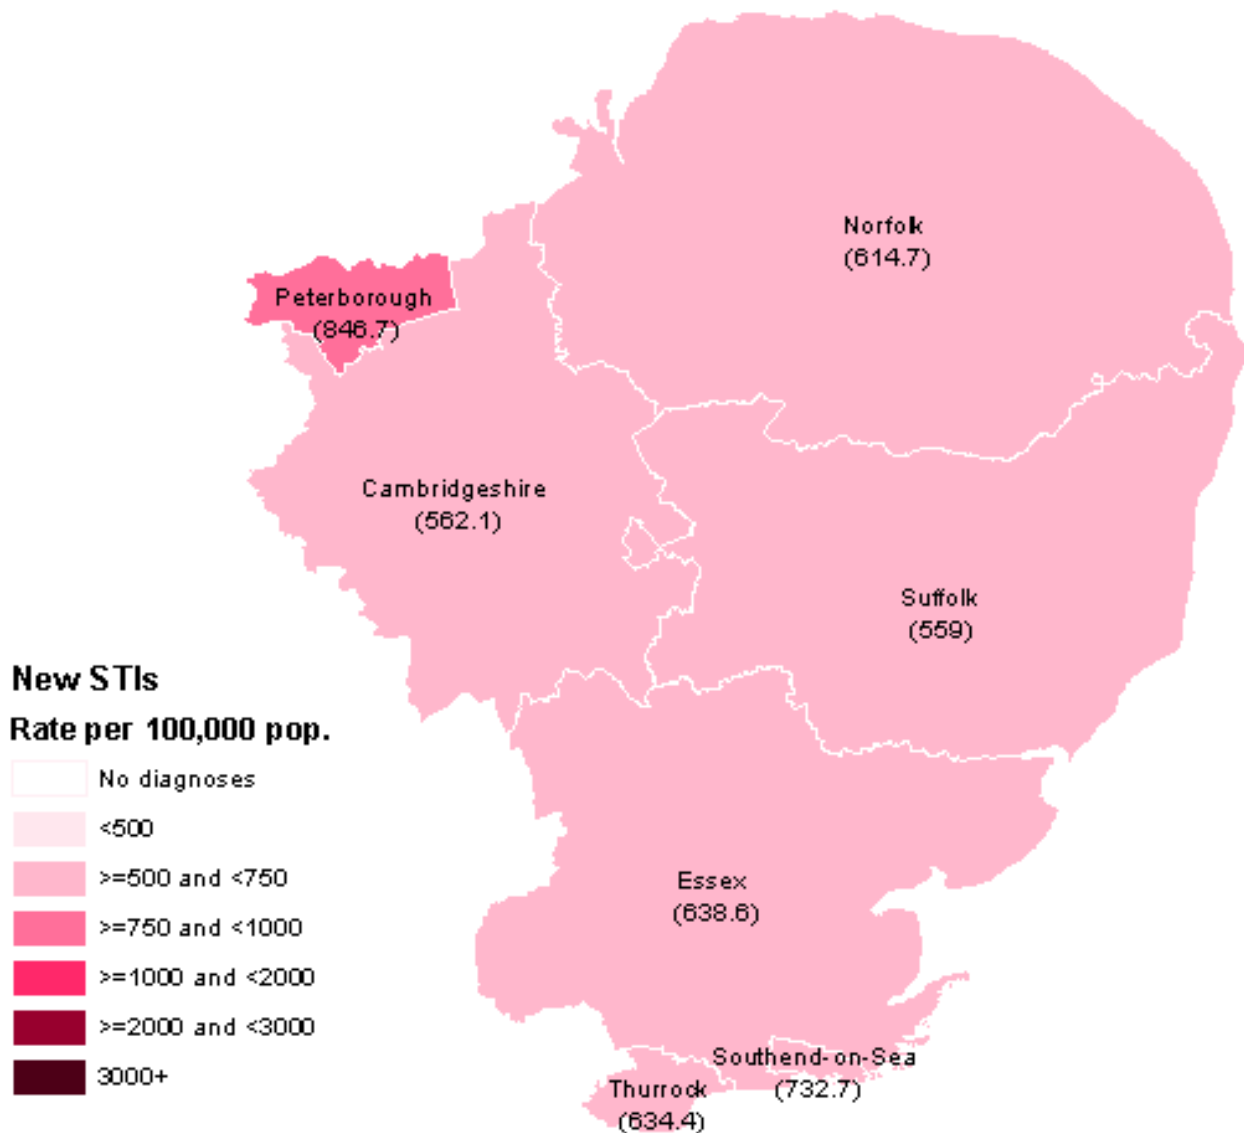 Norfolk
(614.7)
Peterborough
(846.7)
Cambridgeshire
(562.1)
Suffolk
(559)
New STIs
Rate per 100,000 pop.
No diagnoses
<500
>=500 and <750
>=750 and <1000
>=1000 and <2000
>=2000 and <3000
3000+
Essex
(638.6)
Southend-on-Sea
(732.7)
Thurrock
(634.4)